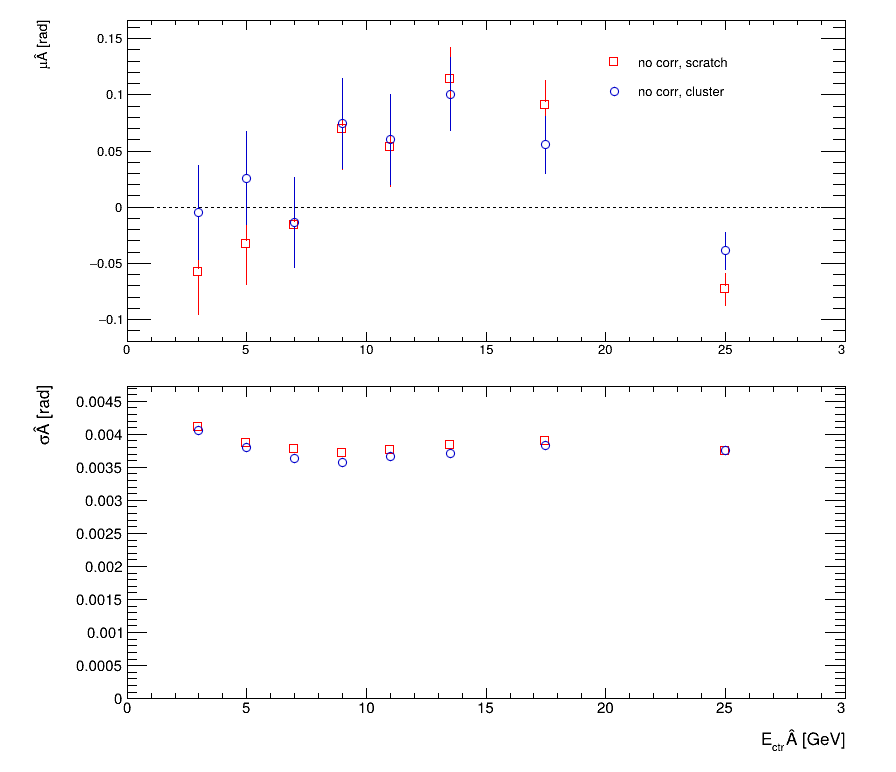 μÂ [rad]
0.15
0.1
0.05
0
−0.05
−0.1
no corr, scratch
no corr, cluster
0 5 10 15 20 25 3
σÂ [rad]
0.0045
0.004
0.0035
0.003
0.0025
0.002
0.0015
0.001
0.0005
0
0 5 10 15 20 25 3
E_ctr Â [GeV]